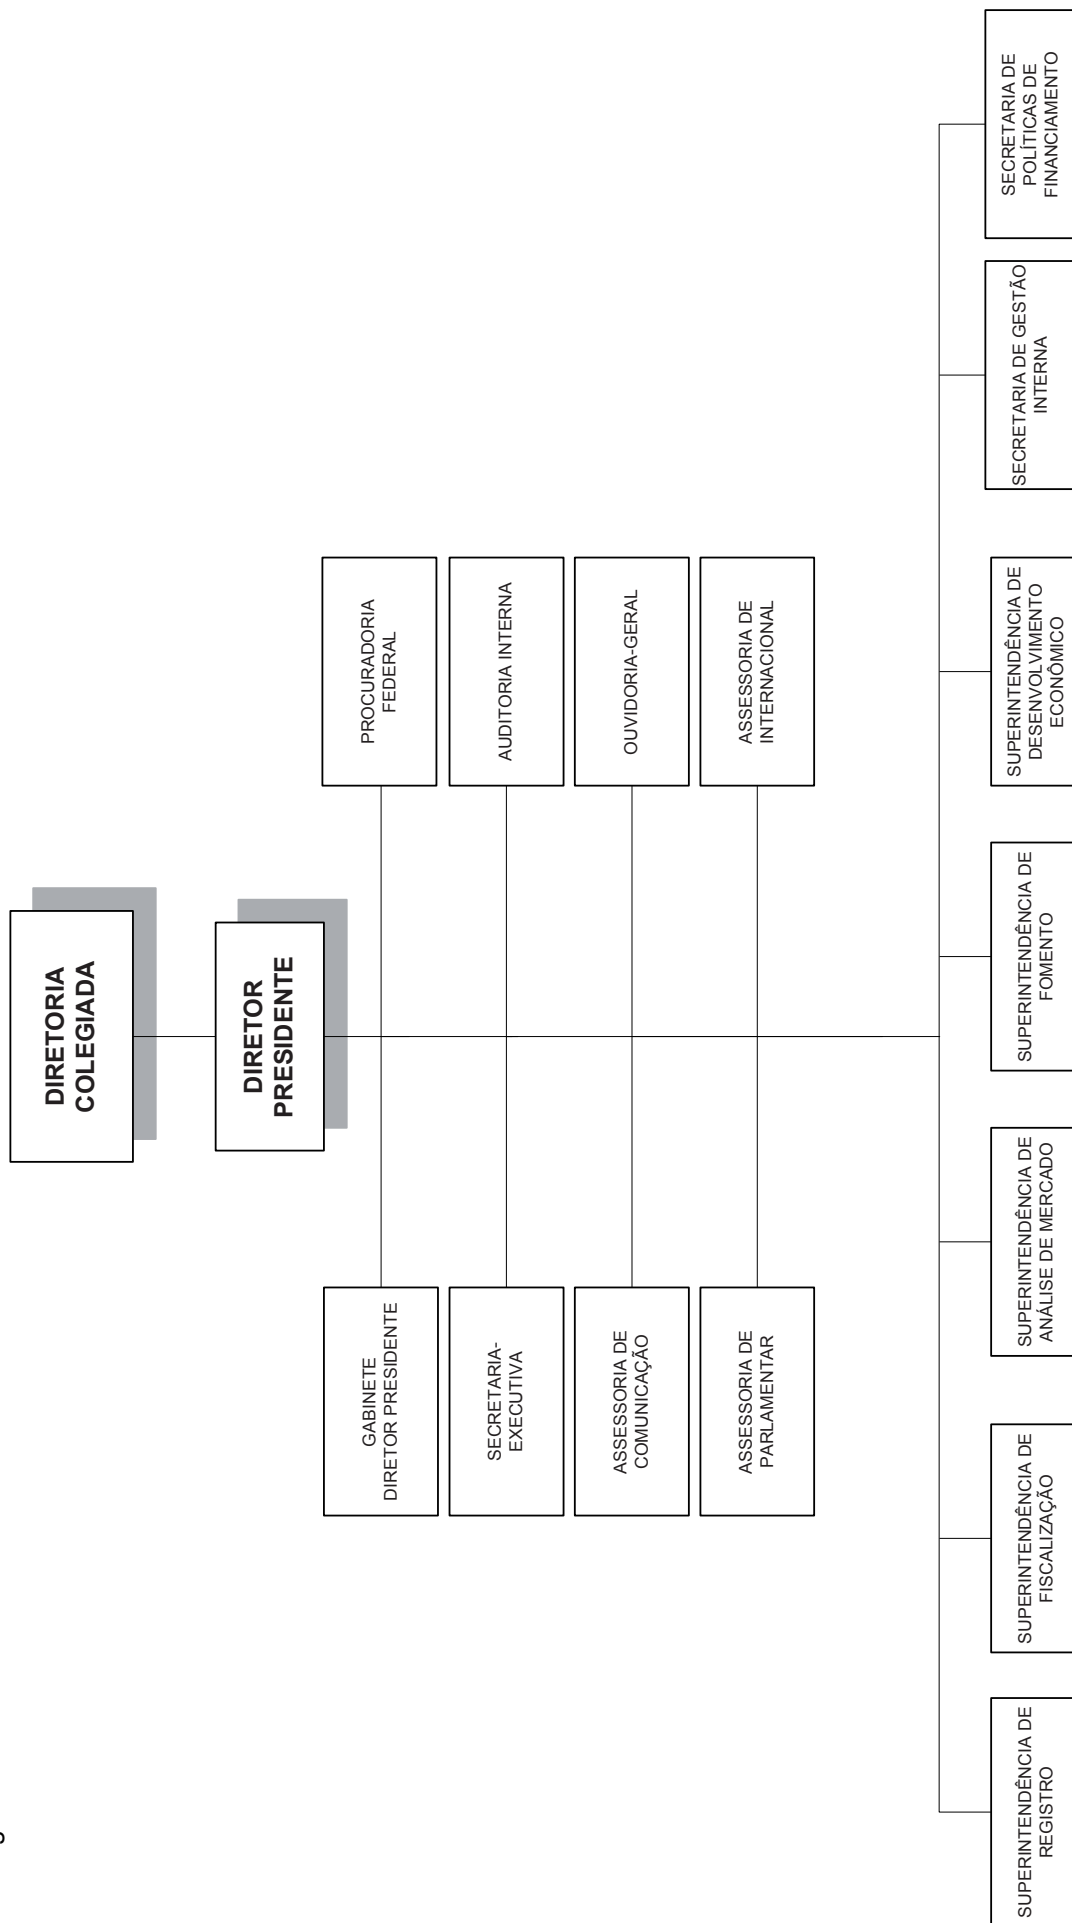 DIRETORIA
COLEGIADA
DIRETOR
PRESIDENTE
GABINETE
DIRETOR PRESIDENTE
PROCURADORIA
FEDERAL
SECRETARIA-
EXECUTIVA
AUDITORIA INTERNA
ASSESSORIA DE
COMUNICAÇÃO
OUVIDORIA-GERAL
ASSESSORIA DE
PARLAMENTAR
ASSESSORIA DE
INTERNACIONAL
SUPERINTENDÊNCIA DE
REGISTRO
SUPERINTENDÊNCIA DE
FISCALIZAÇÃO
SUPERINTENDÊNCIA DE
ANÁLISE DE MERCADO
SUPERINTENDÊNCIA DE
FOMENTO
SUPERINTENDÊNCIA DE
DESENVOLVIMENTO
ECONÔMICO
SECRETARIA DE GESTÃO
INTERNA
SECRETARIA DE
POLÍTICAS DE
FINANCIAMENTO